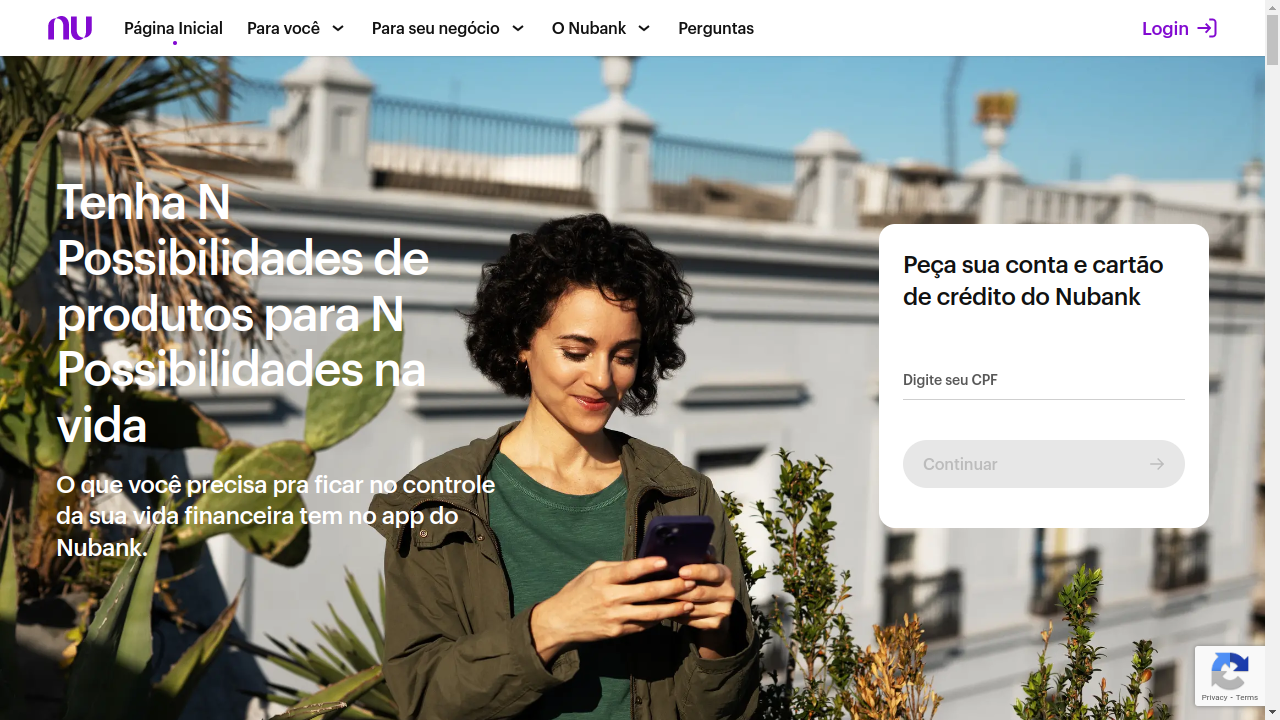 nu
Página Inicial
Para você
Para seu negócio
O Nubank
Perguntas
Login
Tenha N
Possibilidades de
produtos para N
Possibilidades na
vida
O que você precisa pra ficar no controle
da sua vida financeira tem no app do
Nubank.
Peça sua conta e cartão
de crédito do Nubank
Digite seu CPF
Continuar
Privacy - Terms